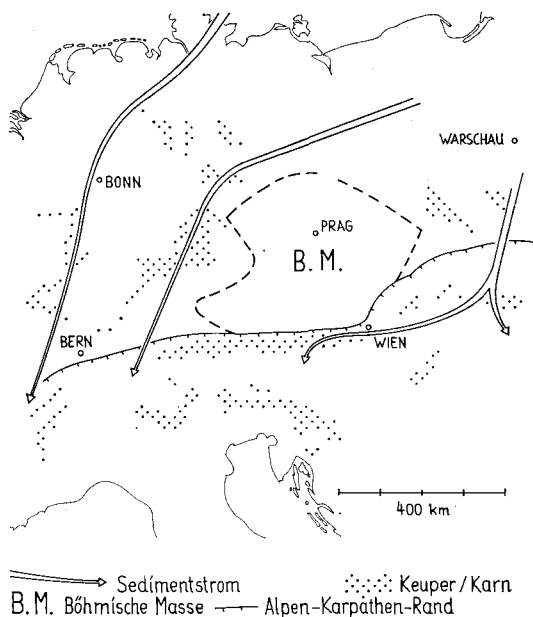 WARSCHAU
BONN
PRAG
B. M.
BERN
WIEN
400 km
Sedimentstrom
Keuper / Karn
B. M. Böhmische Masse
Alpen-Karpathen-Rand